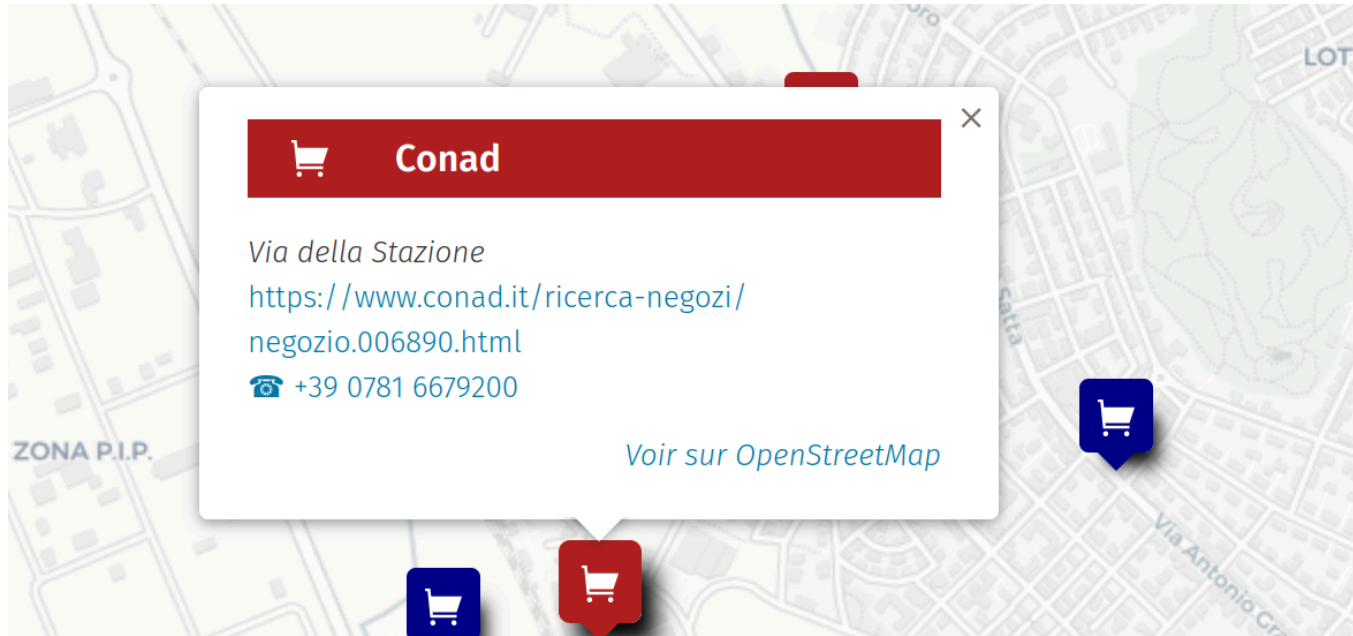 LOT
Conad
Via della Stazione
https://www.conad.it/ricerca-negozi/
negozio.006890.html
☎ +39 0781 6679200
Voir sur OpenStreetMap
Satta
ZONA P.I.P.
Via Antonio Gr